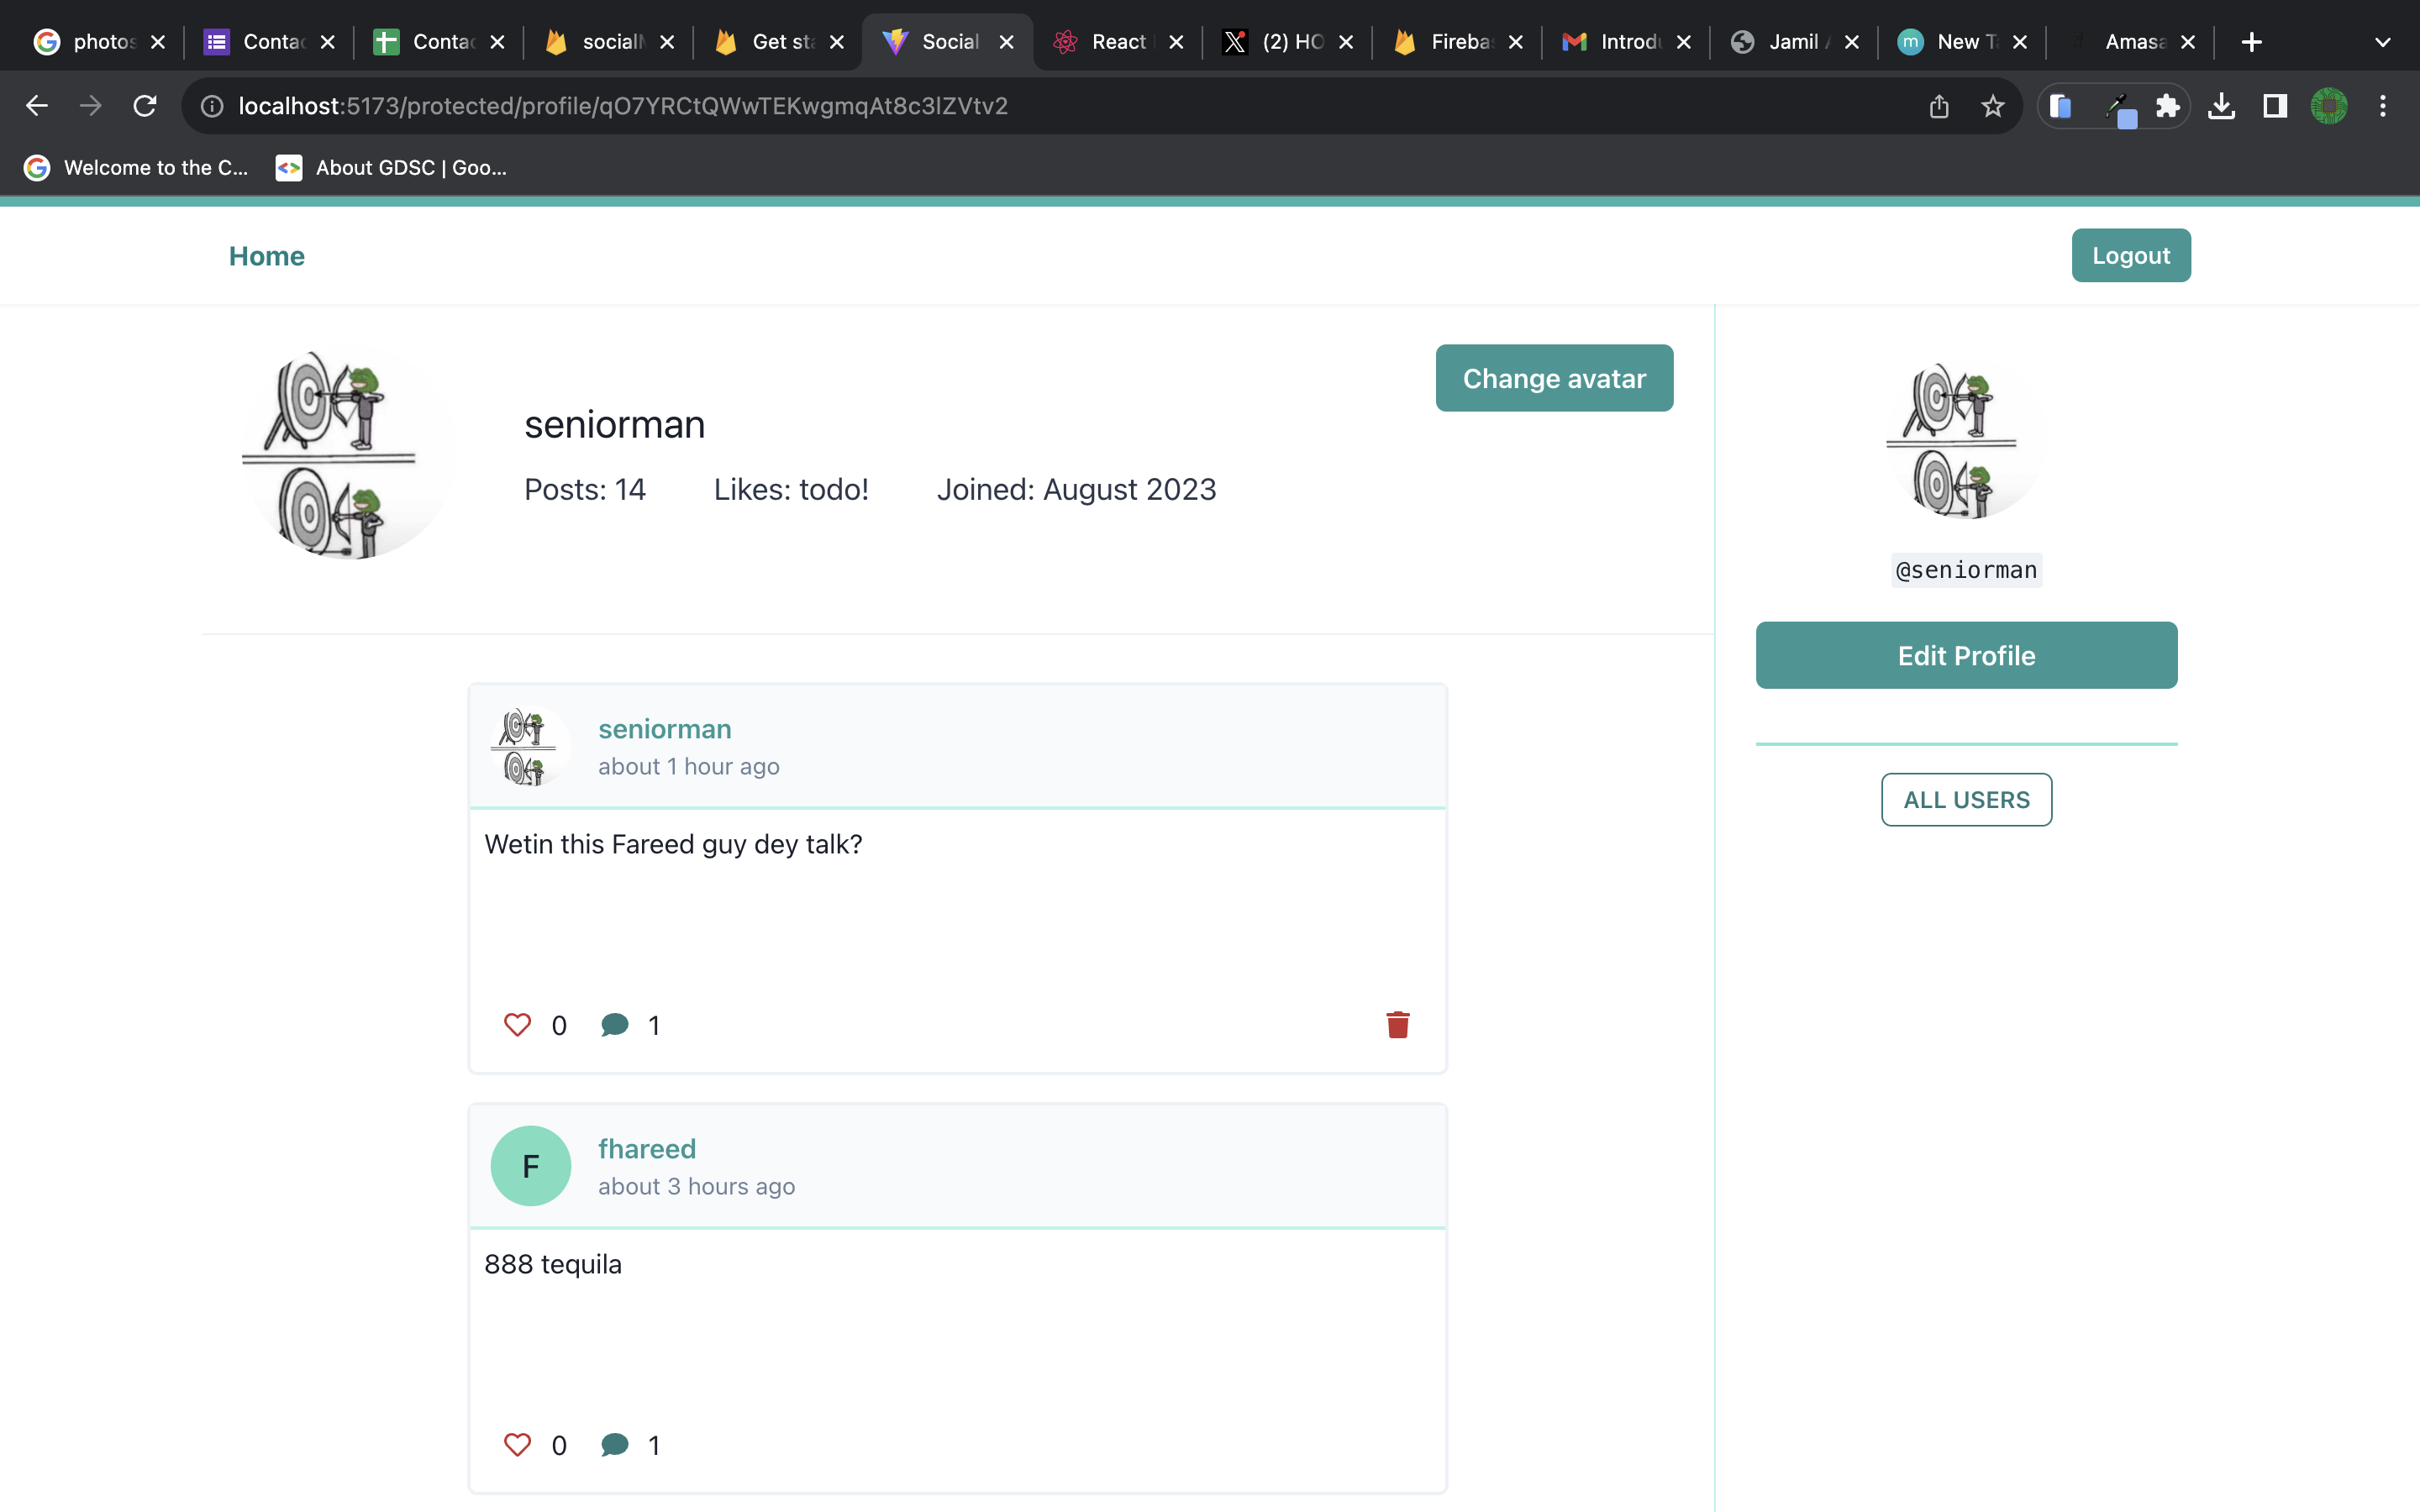 photos
Contac
Contac
socialM
Get sta
Social
React
(2) HO
Fireba
Introdu
Jamil A
New Ta
Amasa
localhost:5173/protected/profile/qO7YRCtQWwTEKwgmqAt8c3lZVtv2
Welcome to the C...
About GDSC | Goo...
Home
Logout
Change avatar
seniorman
Posts: 14
Likes: todo!
Joined: August 2023
@seniorman
Edit Profile
ALL USERS
seniorman
about 1 hour ago
Wetin this Fareed guy dey talk?
0
1
F
fhareed
about 3 hours ago
888 tequila
0
1